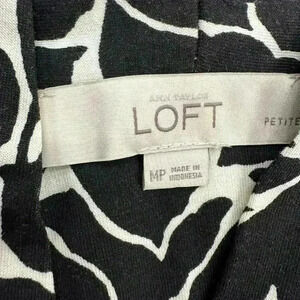 ANN TAYLOR
LOFT
PETITE
MP
MADE IN
INDONESIA